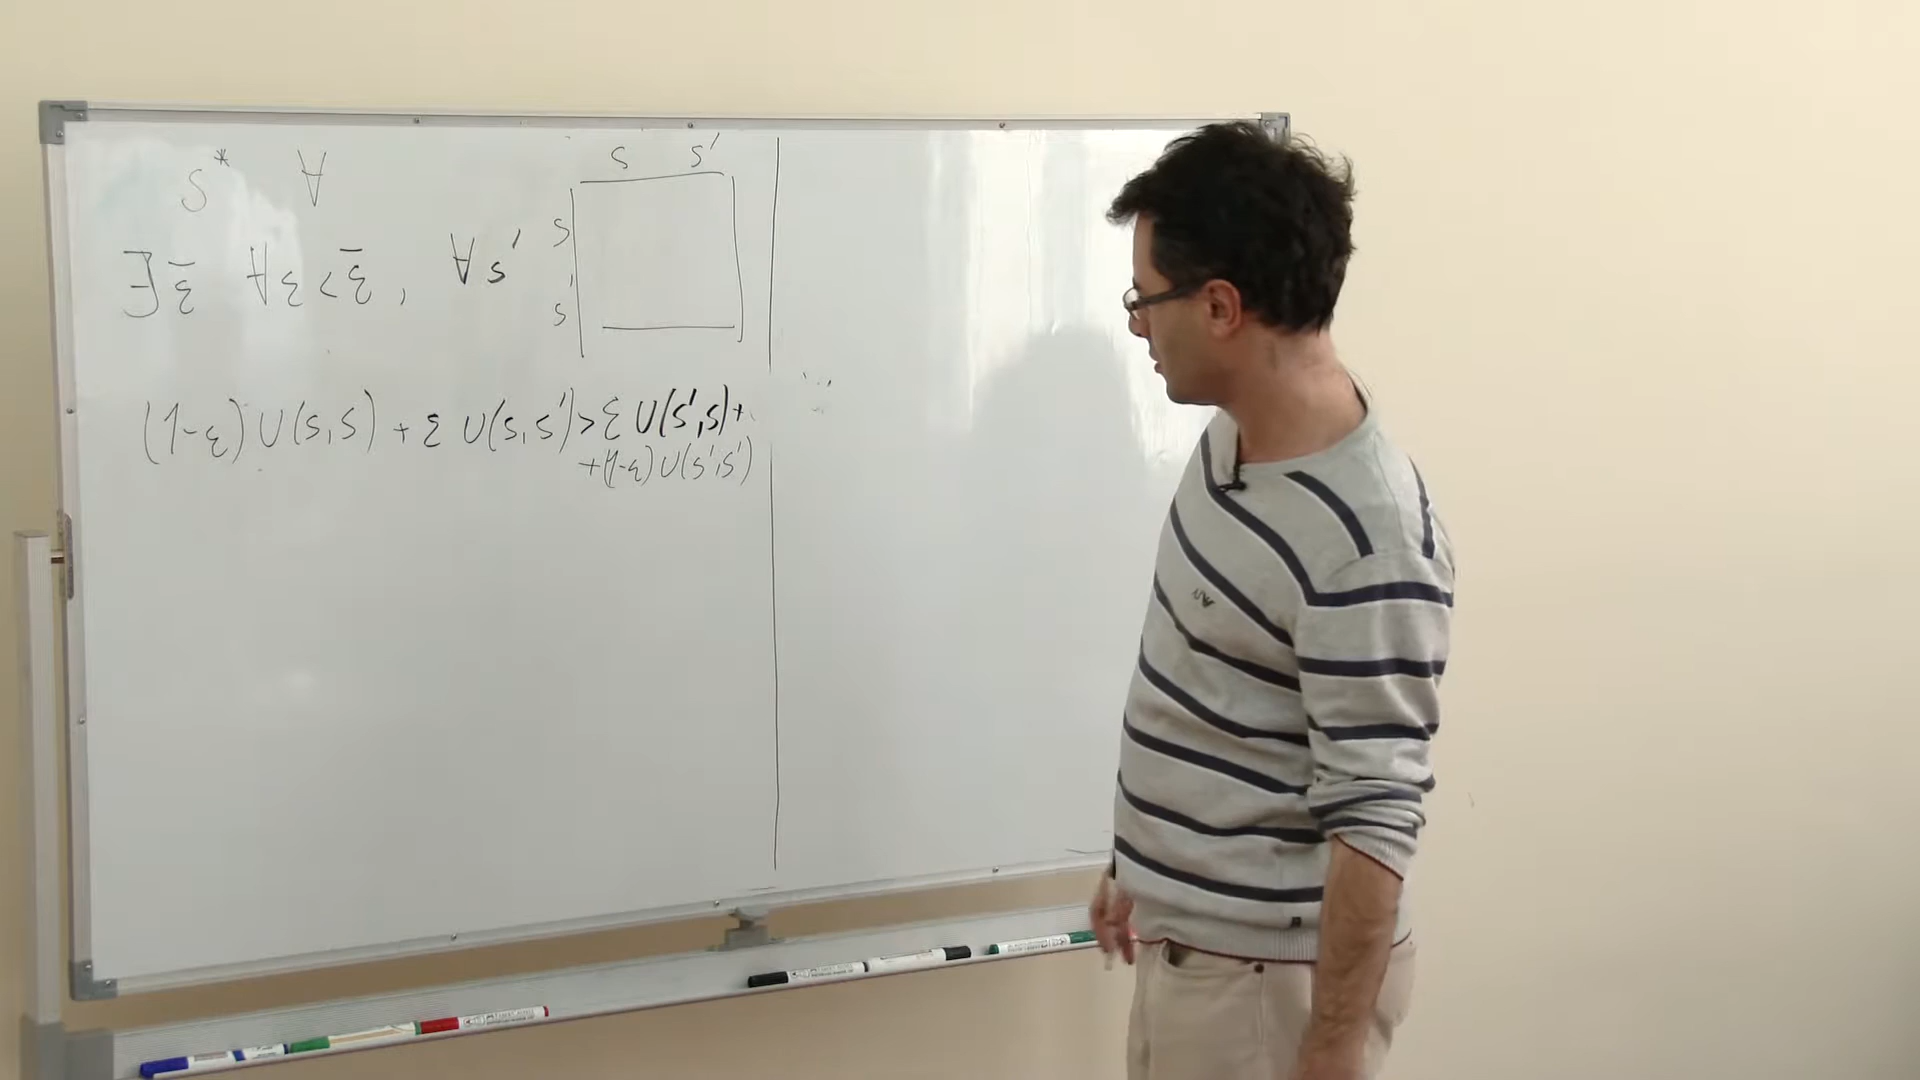 s* ∀
s s'
∃ε̄ ∀ε<ε̄, ∀s'
s
s'
(1-ε)U(s,s) + ε U(s,s')>ε U(s',s)+
+(1-ε)U(s',s')